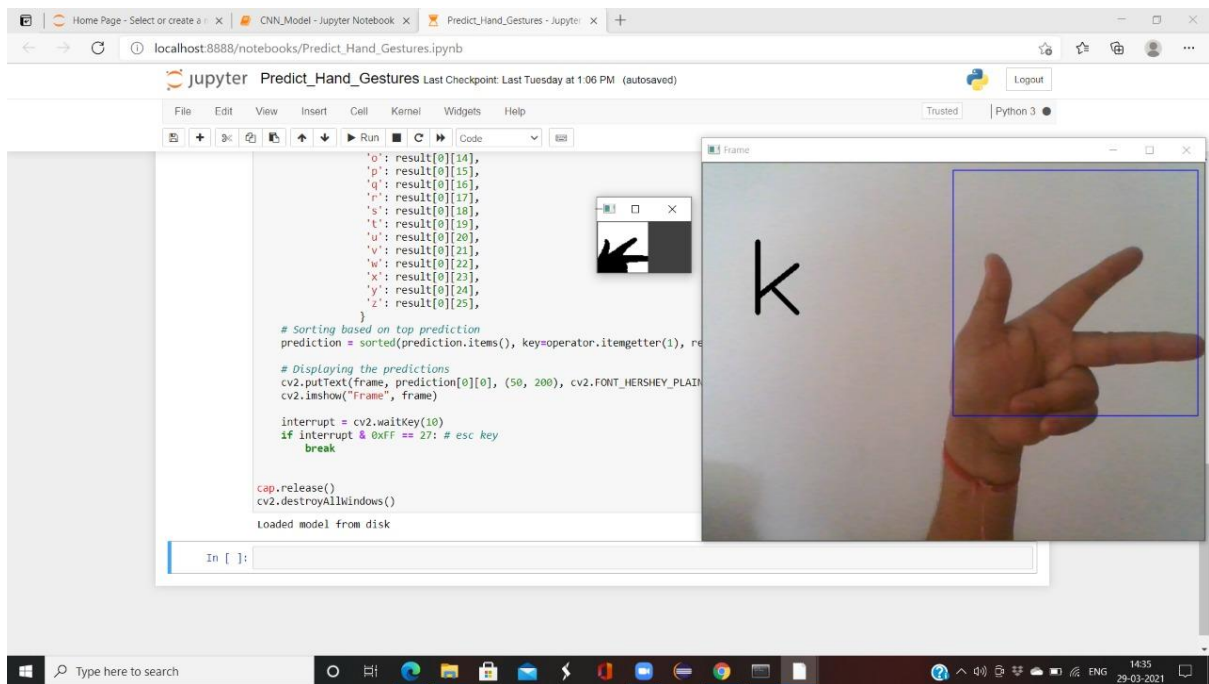 Home Page - Select or create a n
CNN_Model - Jupyter Notebook
Predict_Hand_Gestures - Jupyter
localhost:8888/notebooks/Predict_Hand_Gestures.ipynb
jupyter Predict_Hand_Gestures Last Checkpoint: Last Tuesday at 1:06 PM (autosaved)
Logout
File Edit View Insert Cell Kernel Widgets Help
Trusted Python 3
Run Code
'o': result[0][14],
'p': result[0][15],
'q': result[0][16],
'r': result[0][17],
's': result[0][18],
't': result[0][19],
'u': result[0][20],
'v': result[0][21],
'w': result[0][22],
'x': result[0][23],
'y': result[0][24],
'z': result[0][25],
}
# Sorting based on top prediction
prediction = sorted(prediction.items(), key=operator.itemgetter(1), re
# Displaying the predictions
cv2.putText(frame, prediction[0][0], (50, 200), cv2.FONT_HERSHEY_PLAIN
cv2.imshow("Frame", frame)
interrupt = cv2.waitKey(10)
if interrupt & 0xFF == 27: # esc key
break
cap.release()
cv2.destroyAllWindows()
Loaded model from disk
In [ ]:
Frame
k
Type here to search
ENG
14:35
29-03-2021